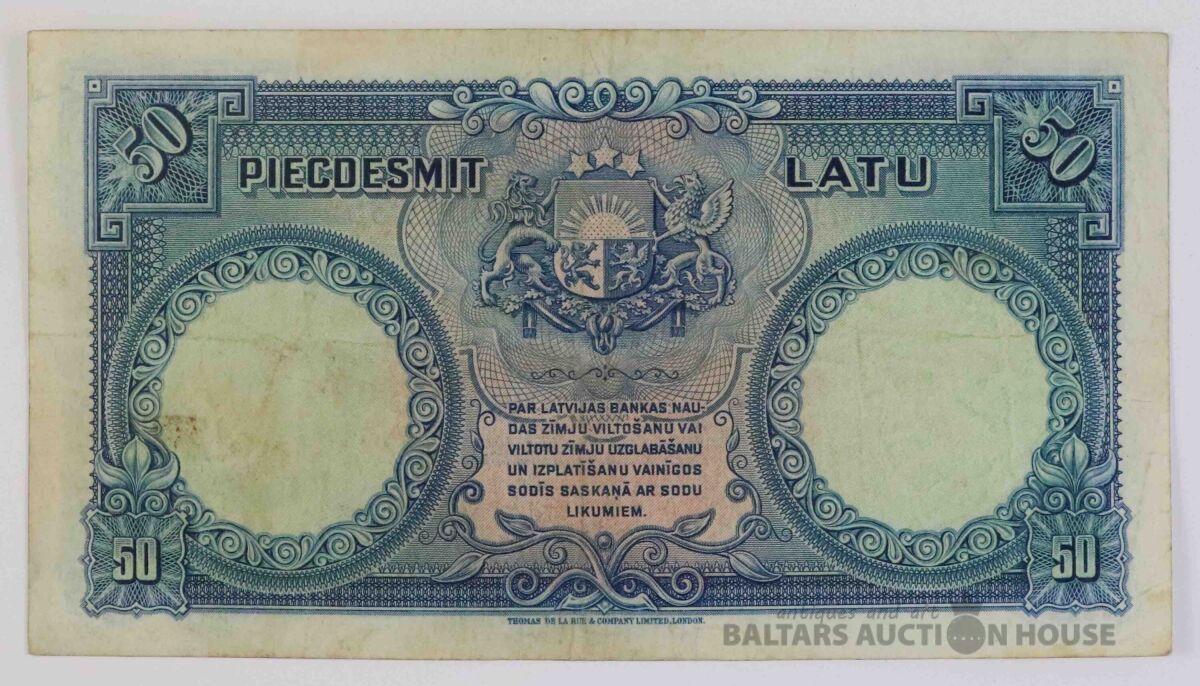 50
50
PIECDESMIT LATU
PAR LATVIJAS BANKAS NAU-
DAS ZĪMJU VILTOŠANU VAI
VILTOTU ZĪMJU UZGLABĀŠANU
UN IZPLATĪŠANU VAINĪGOS
SODĪS SASKAŅĀ AR SODU
LIKUMIEM.
50
50
THOMAS DE LA RUE & COMPANY LIMITED, LONDON.
antiques and art
BALTARS AUCTION HOUSE